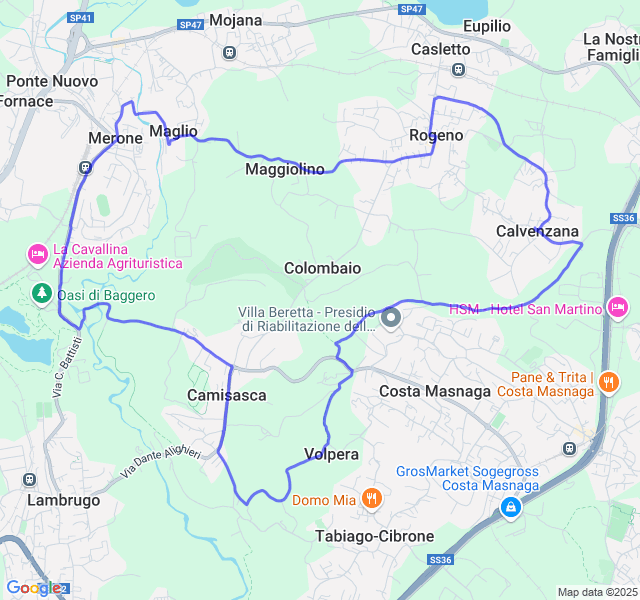 SP41
SP47
Mojana
SP47
Eupilio
Casletto
La Nostr
Famigli
Ponte Nuovo
Fornace
Merone
Maglio
Rogeno
Maggiolino
SS36
Calvenzana
La Cavallina
Azienda Agrituristica
Colombaio
Oasi di Baggero
Villa Beretta - Presidio
di Riabilitazione dell...
HSM - Hotel San Martino
Via C. Battisti
Pane & Trita |
Costa Masnaga
Camisasca
Costa Masnaga
Via Dante Alighieri
Volpera
GrosMarket Sogegross
Costa Masnaga
Lambrugo
Domo Mia
Tabiago-Cibrone
SS36
Google
2
Map data ©2025